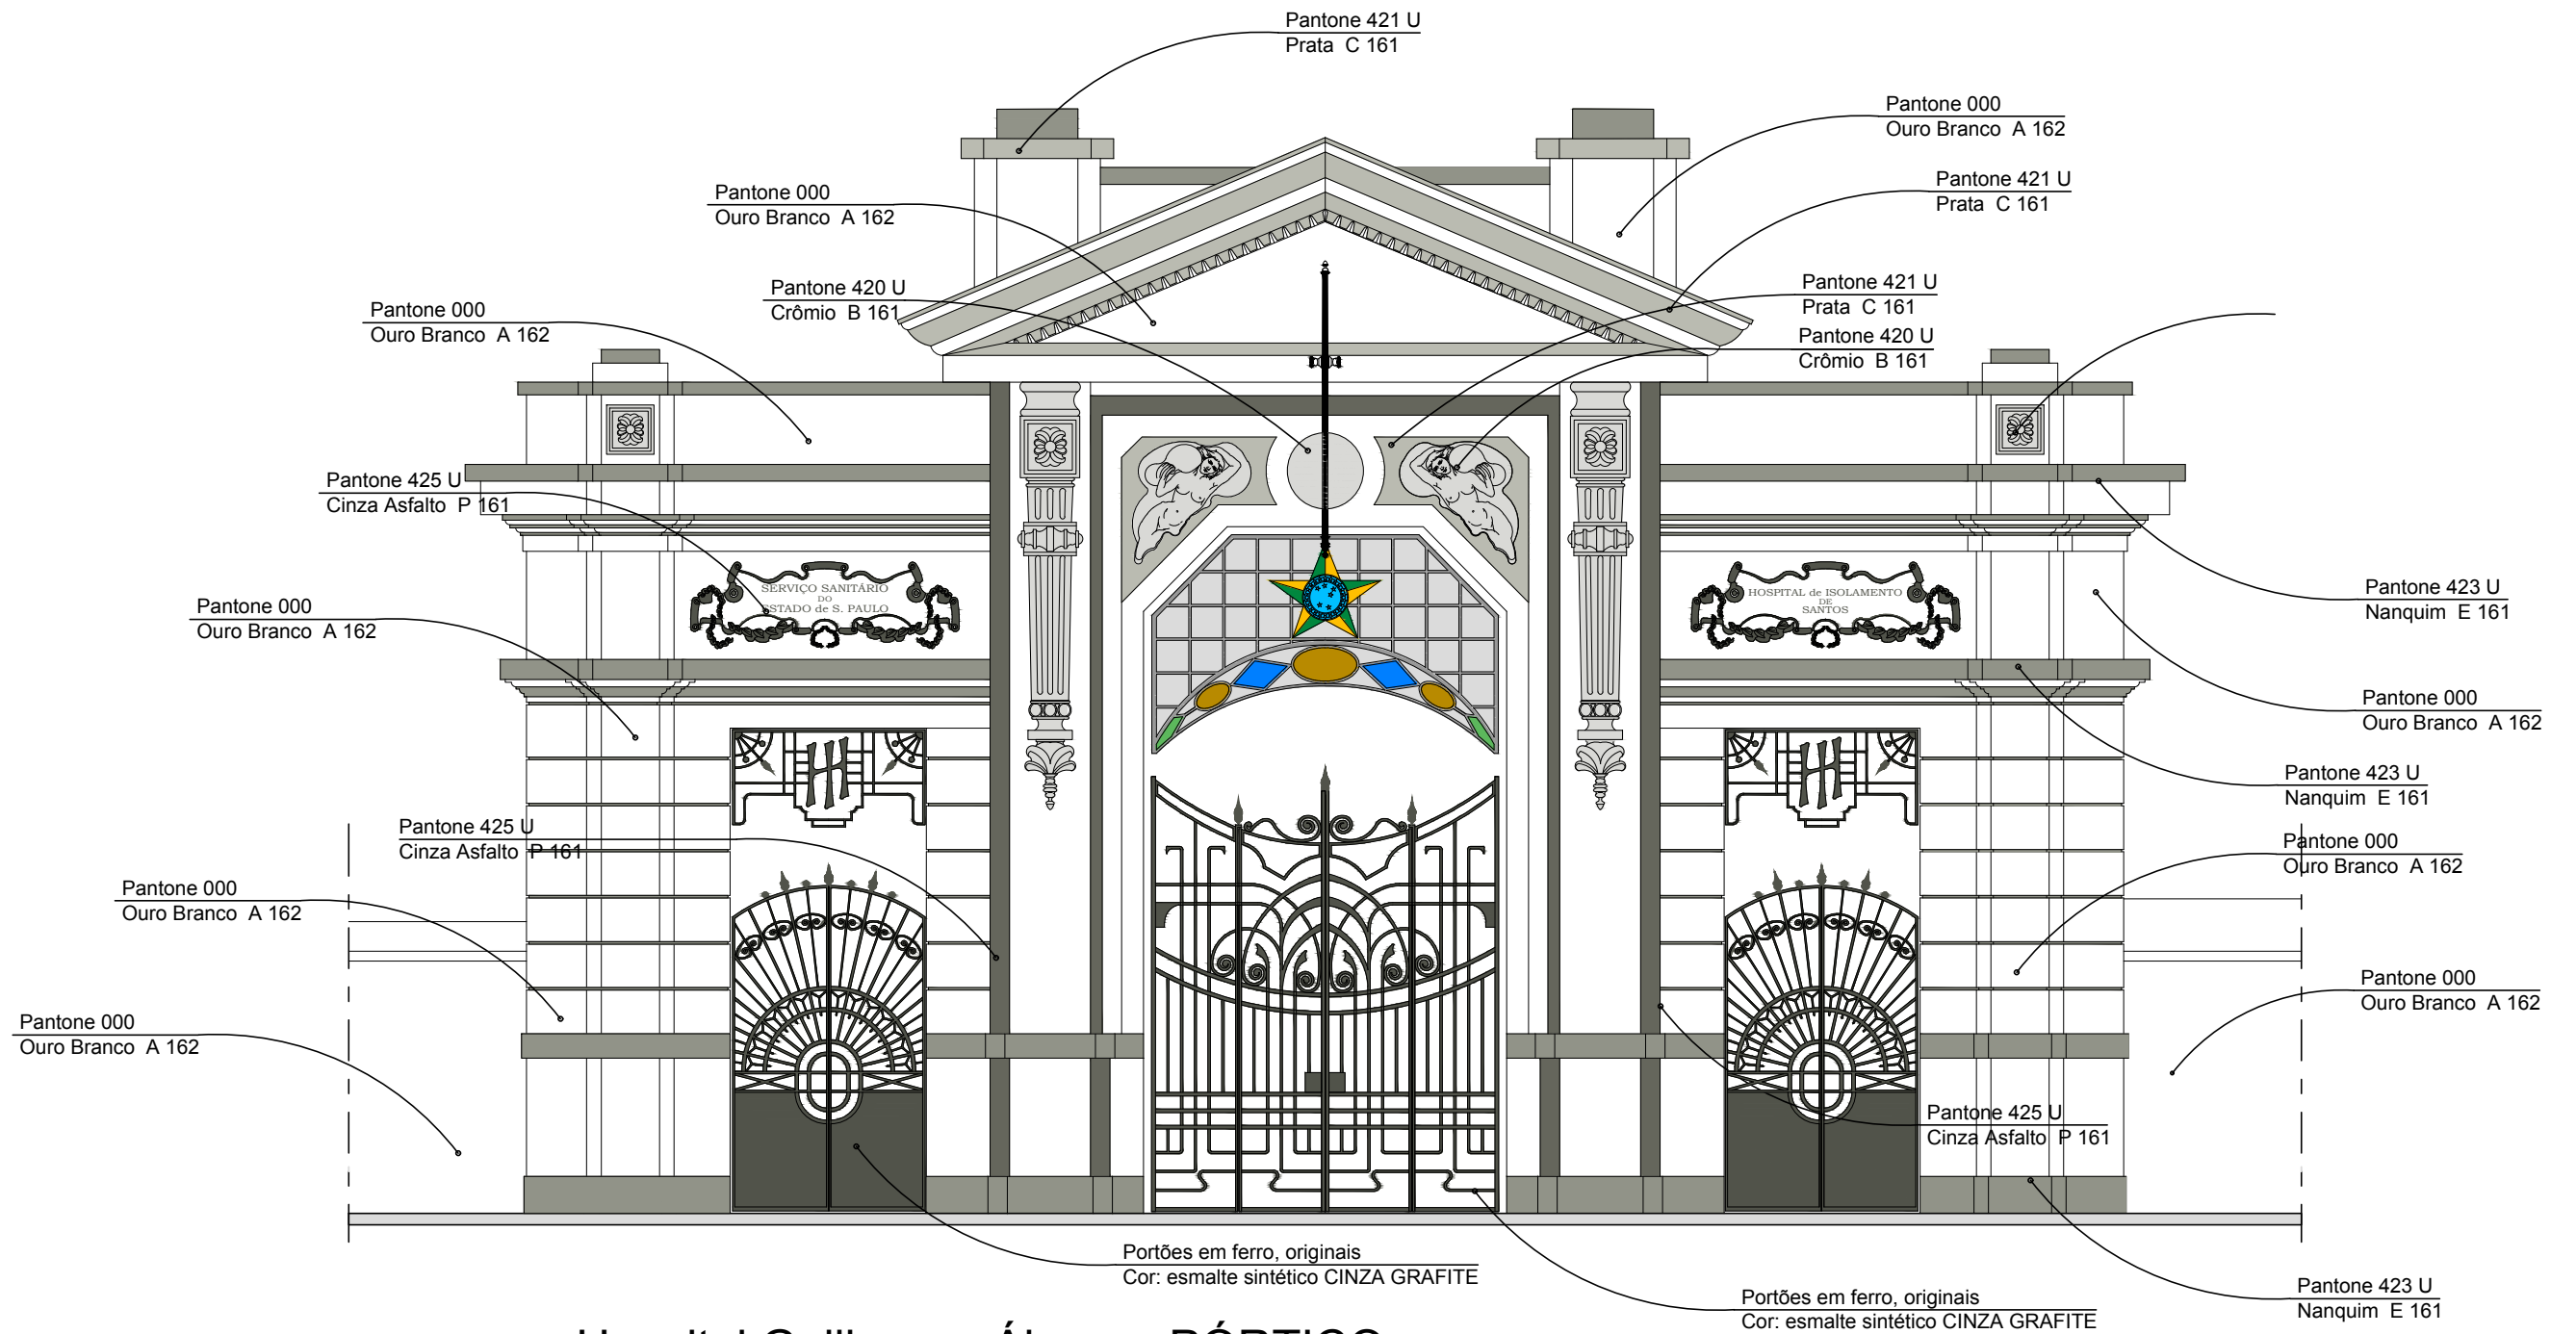 Pantone 421 U
Prata C 161
Pantone 000
Ouro Branco A 162
Pantone 000
Ouro Branco A 162
Pantone 421 U
Prata C 161
Pantone 420 U
Crômio B 161
Pantone 421 U
Prata C 161
Pantone 000
Ouro Branco A 162
Pantone 420 U
Crômio B 161
Pantone 425 U
Cinza Asfalto P 161
SERVIÇO SANITÁRIO
DO
ESTADO de S. PAULO
HOSPITAL de ISOLAMENTO
DE
SANTOS
Pantone 423 U
Nanquim E 161
Pantone 000
Ouro Branco A 162
Pantone 000
Ouro Branco A 162
Pantone 423 U
Nanquim E 161
Pantone 425 U
Cinza Asfalto P 161
Pantone 000
Ouro Branco A 162
Pantone 000
Ouro Branco A 162
Pantone 000
Ouro Branco A 162
Pantone 000
Ouro Branco A 162
Pantone 425 U
Cinza Asfalto P 161
Portões em ferro, originais
Cor: esmalte sintético CINZA GRAFITE
Portões em ferro, originais
Cor: esmalte sintético CINZA GRAFITE
Pantone 423 U
Nanquim E 161
Hospital PÓRTICO